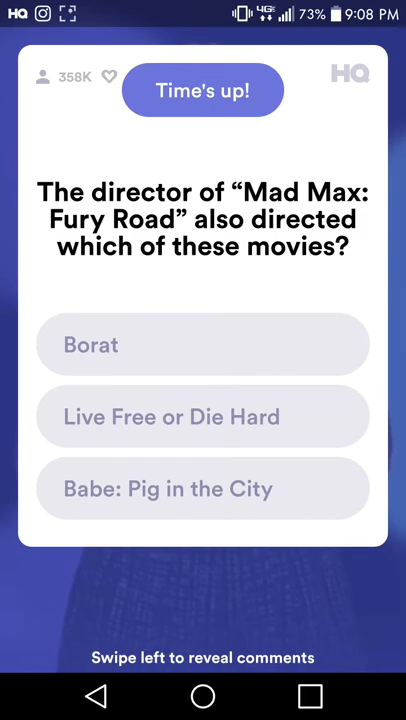 HQ 4G 73% 9:08 PM
358K Time's up! HQ
The director of “Mad Max:
Fury Road” also directed
which of these movies?
Borat
Live Free or Die Hard
Babe: Pig in the City
Swipe left to reveal comments